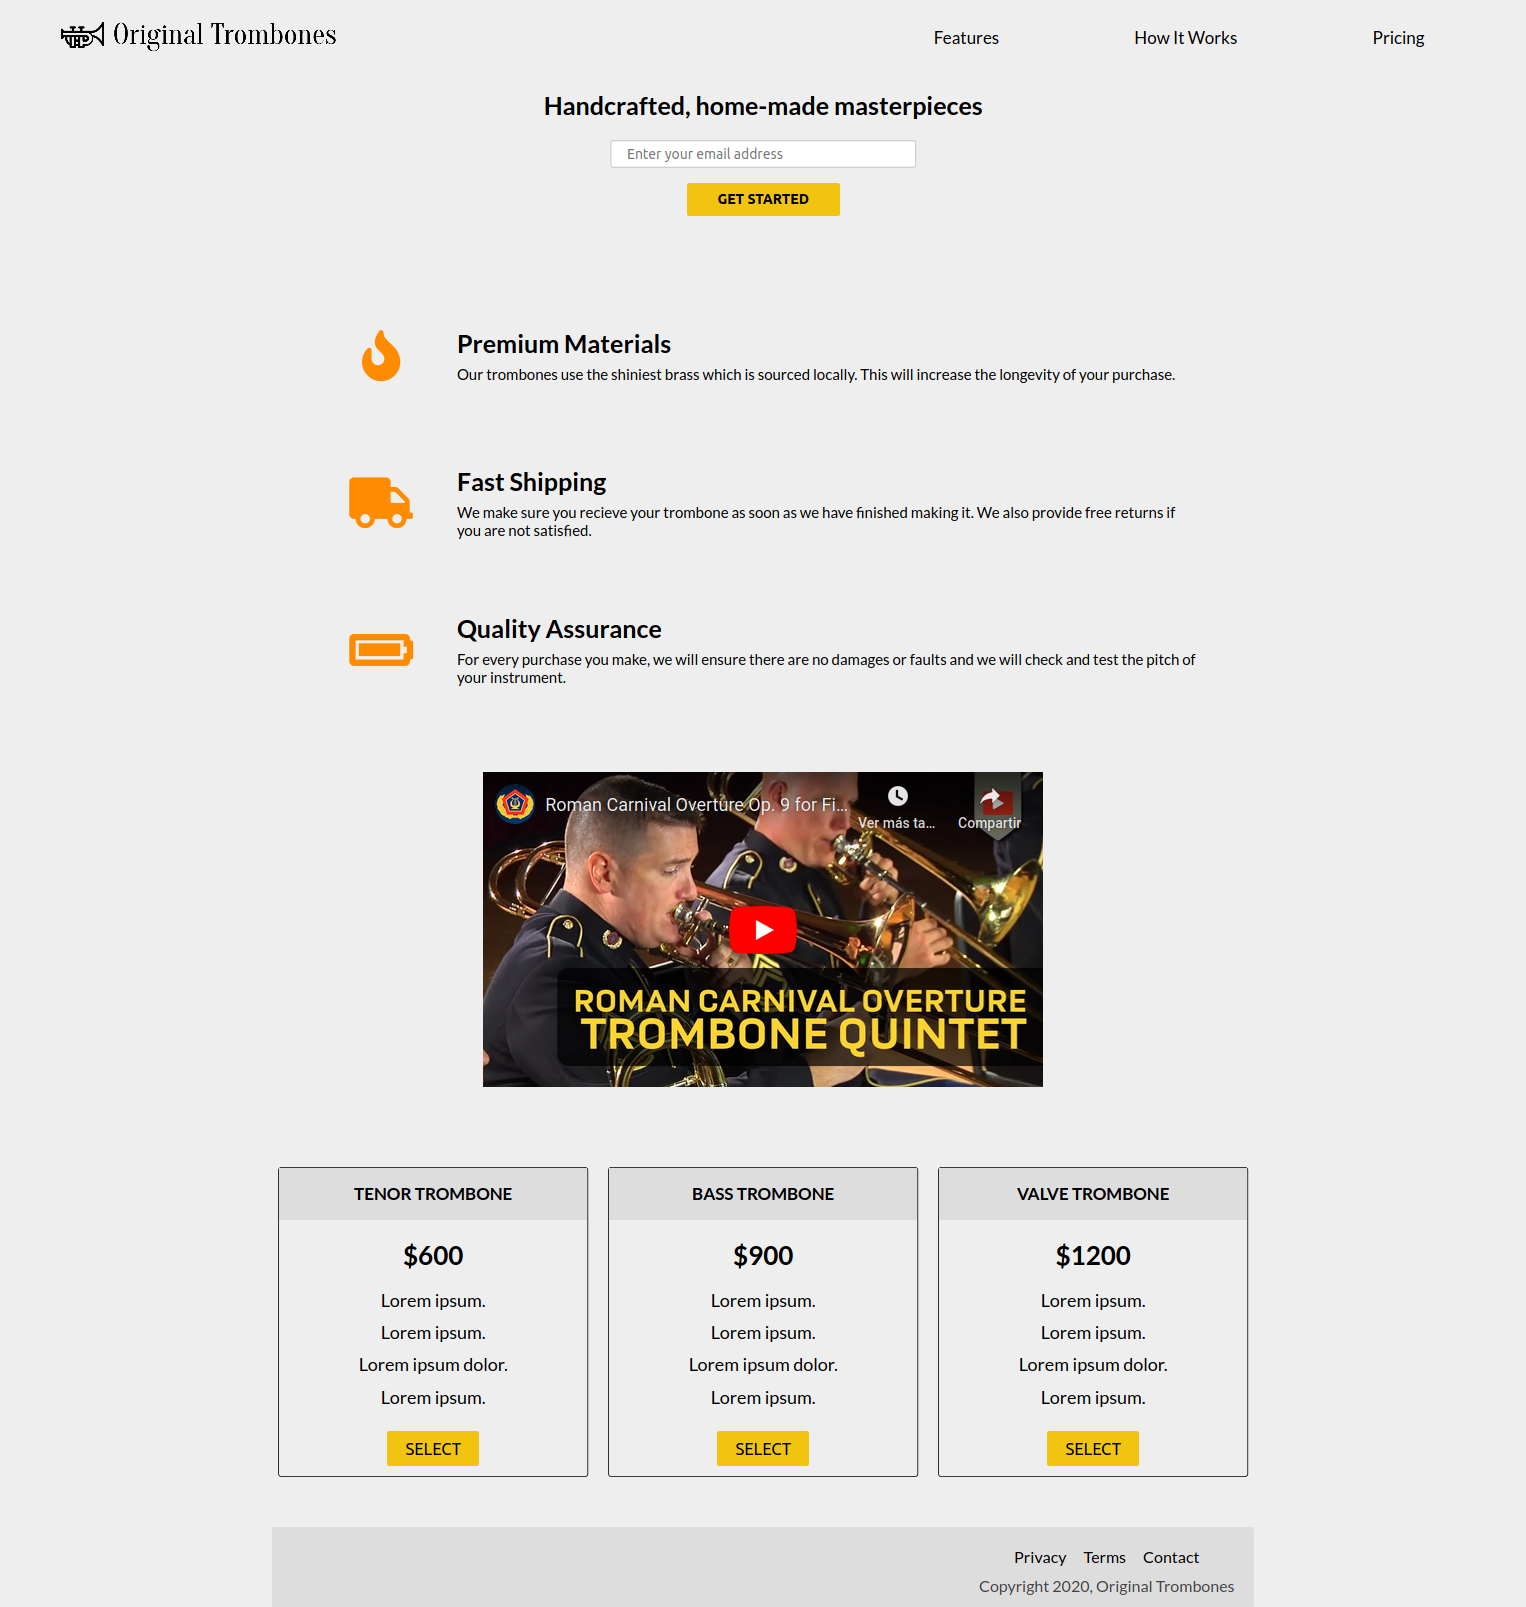 Original Trombones
Features
How It Works
Pricing
Handcrafted, home-made masterpieces
Enter your email address
GET STARTED
Premium Materials
Our trombones use the shiniest brass which is sourced locally. This will increase the longevity of your purchase.
Fast Shipping
We make sure you recieve your trombone as soon as we have finished making it. We also provide free returns if
you are not satisfied.
Quality Assurance
For every purchase you make, we will ensure there are no damages or faults and we will check and test the pitch of
your instrument.
Roman Carnival Overture Op. 9 for Fi...
Ver más ta...
Compartir
ROMAN CARNIVAL OVERTURE
TROMBONE QUINTET
TENOR TROMBONE
$600
Lorem ipsum.
Lorem ipsum.
Lorem ipsum dolor.
Lorem ipsum.
SELECT
BASS TROMBONE
$900
Lorem ipsum.
Lorem ipsum.
Lorem ipsum dolor.
Lorem ipsum.
SELECT
VALVE TROMBONE
$1200
Lorem ipsum.
Lorem ipsum.
Lorem ipsum dolor.
Lorem ipsum.
SELECT
Privacy Terms Contact
Copyright 2020, Original Trombones